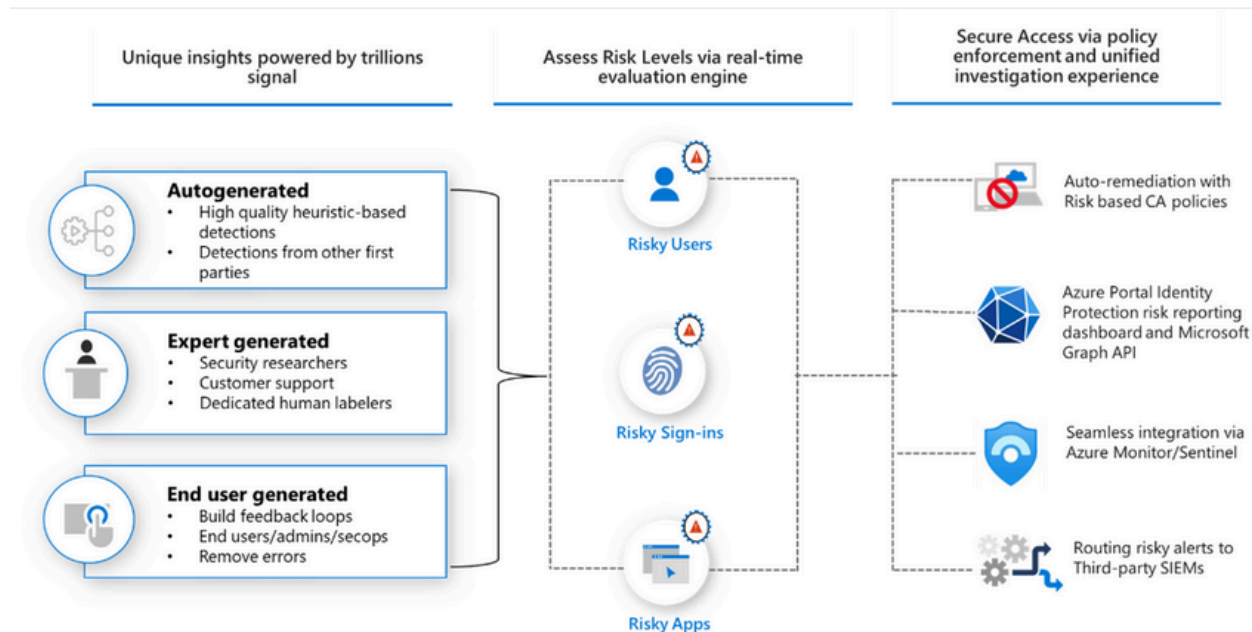 Unique insights powered by trillions
signal
Assess Risk Levels via real-time
evaluation engine
Secure Access via policy
enforcement and unified
investigation experience
Autogenerated
• High quality heuristic-based
detections
• Detections from other first
parties
Expert generated
• Security researchers
• Customer support
• Dedicated human labelers
End user generated
• Build feedback loops
• End users/admins/secops
• Remove errors
Risky Users
Risky Sign-ins
Risky Apps
Auto-remediation with
Risk based CA policies
Azure Portal Identity
Protection risk reporting
dashboard and Microsoft
Graph API
Seamless integration via
Azure Monitor/Sentinel
Routing risky alerts to
Third-party SIEMs